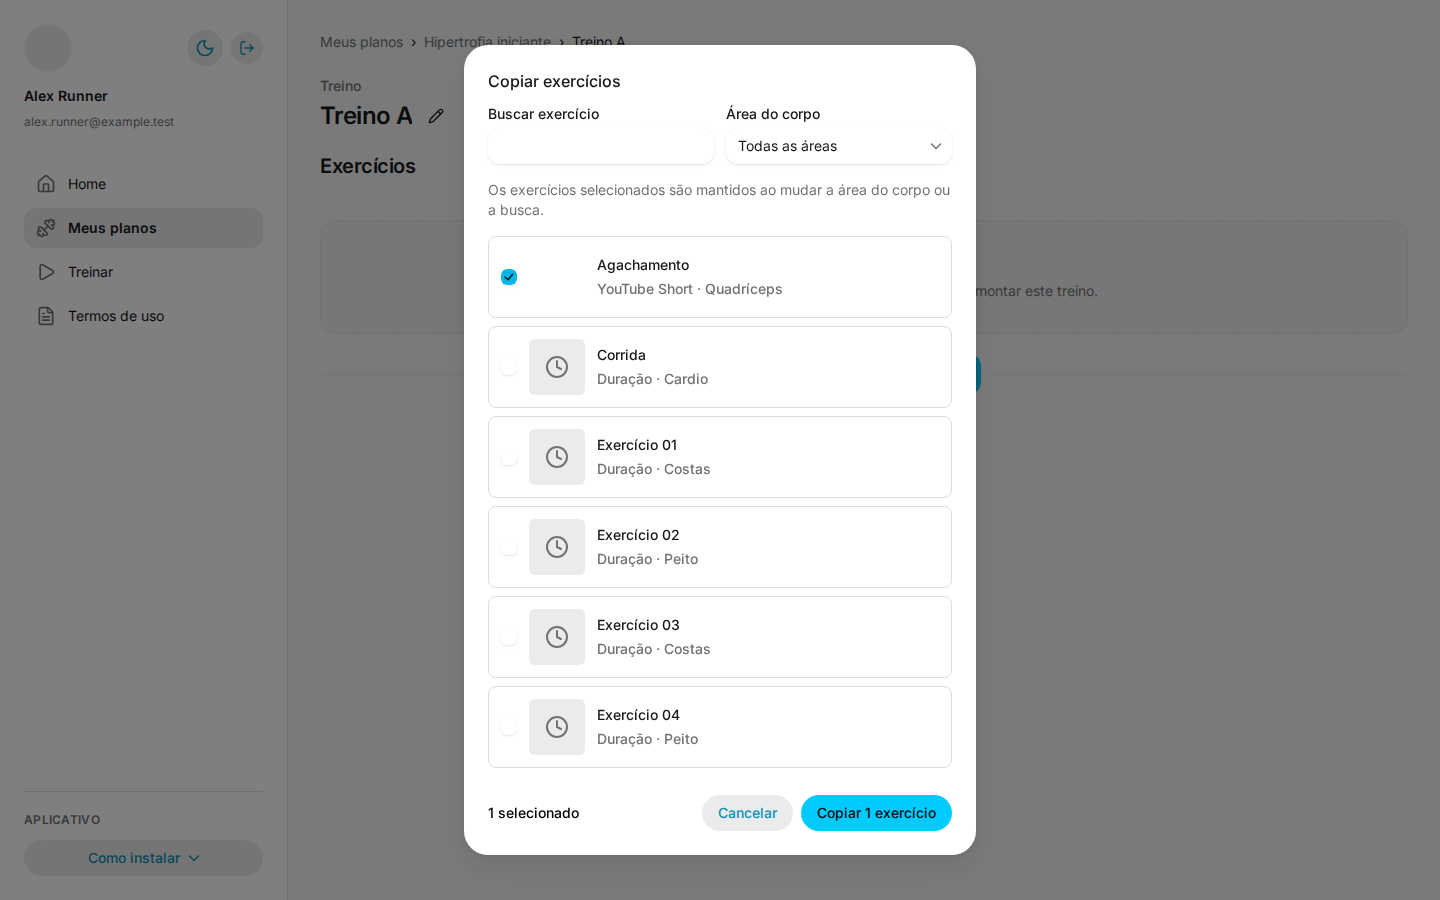 Alex Runner
alex.runner@example.test
Home
Meus planos
Treinar
Termos de uso
APLICATIVO
Como instalar
Meus planos › Hipertrofia iniciante › Treino A
Treino
Treino A
Exercícios
montar este treino.
Copiar exercícios
Buscar exercício
Área do corpo
Todas as áreas
Os exercícios selecionados são mantidos ao mudar a área do corpo ou
a busca.
Agachamento
YouTube Short · Quadríceps
Corrida
Duração · Cardio
Exercício 01
Duração · Costas
Exercício 02
Duração · Peito
Exercício 03
Duração · Costas
Exercício 04
Duração · Peito
1 selecionado
Cancelar
Copiar 1 exercício